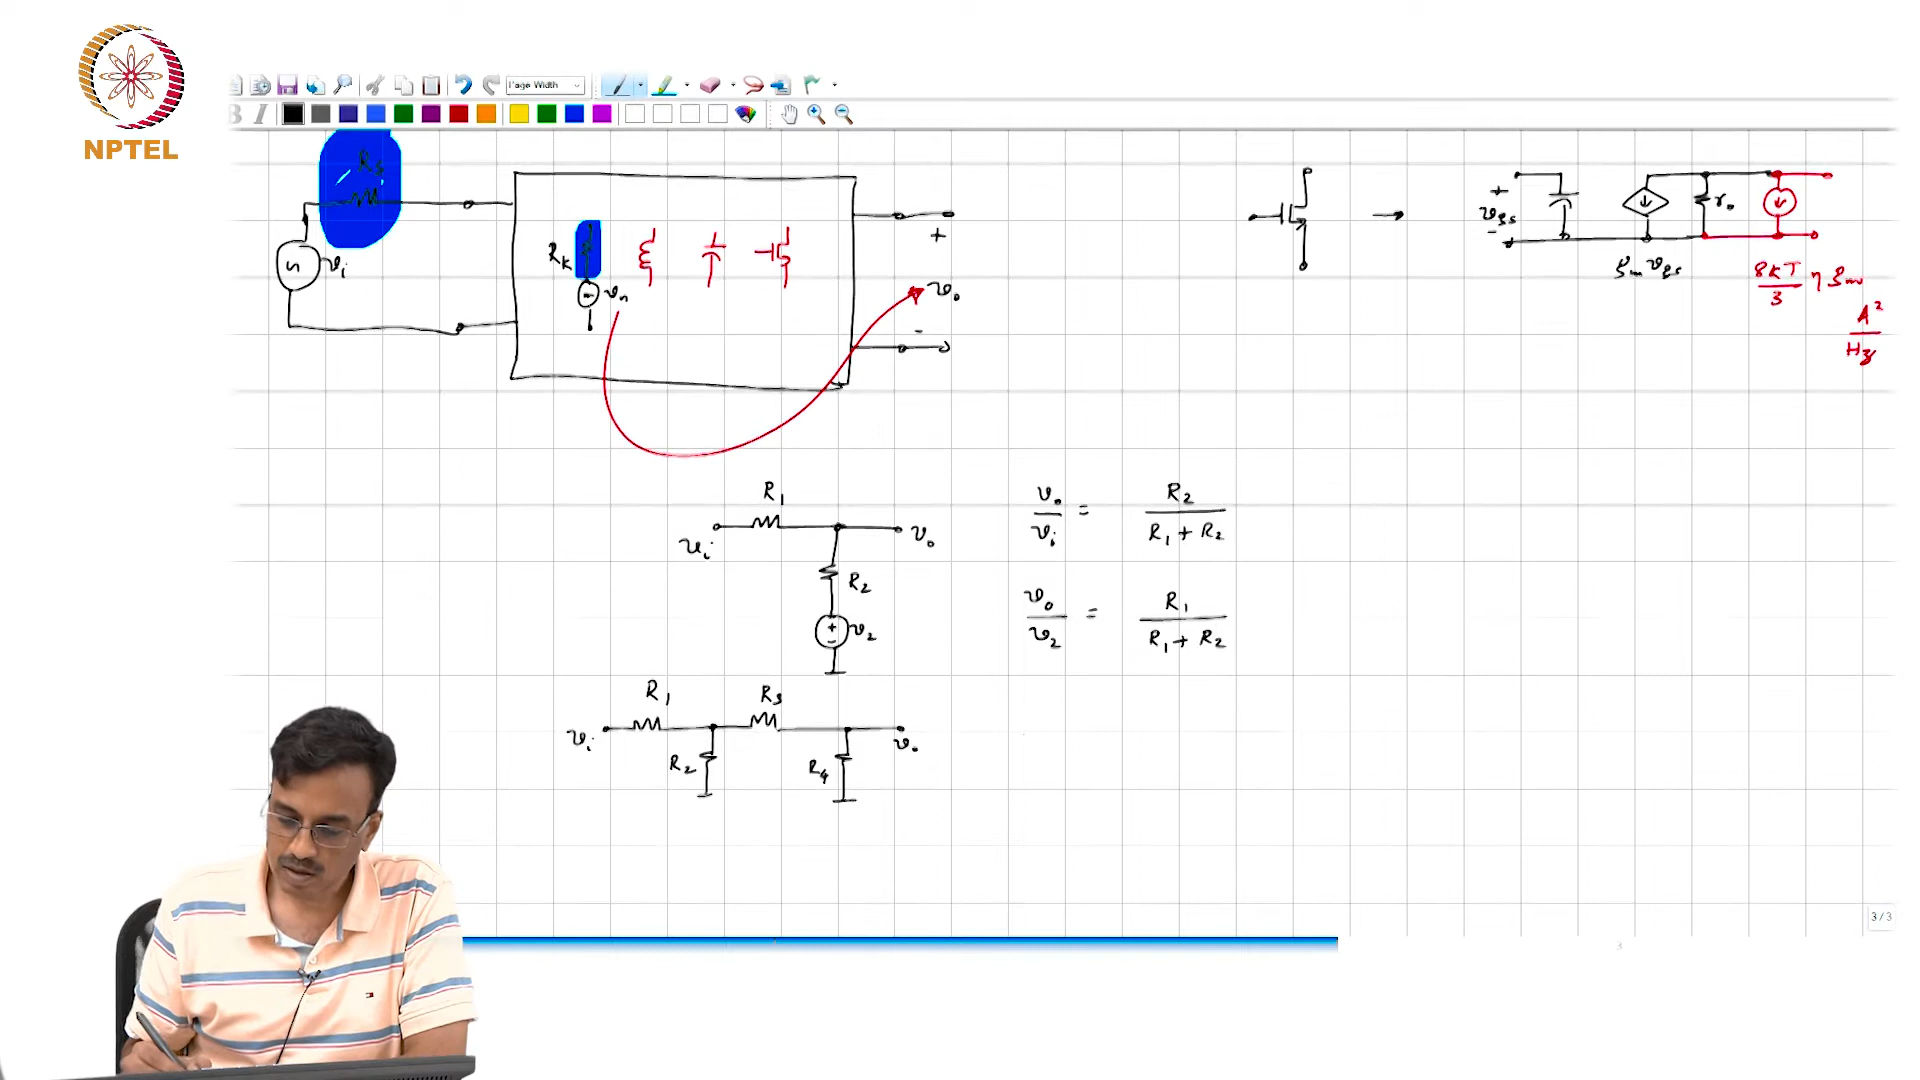 NPTEL
Page Width
B I
Rs
vi
RK
vn
+
vo
-
+
vgs
-
gm vgs
ro
8kT/3 η gm
A²/Hz
R1
vi
vo
R2
+
-
v2
vo/vi = R2/(R1 + R2)
vo/v2 = R1/(R1 + R2)
R1
R3
vi
R2
R4
vo
3/3
3